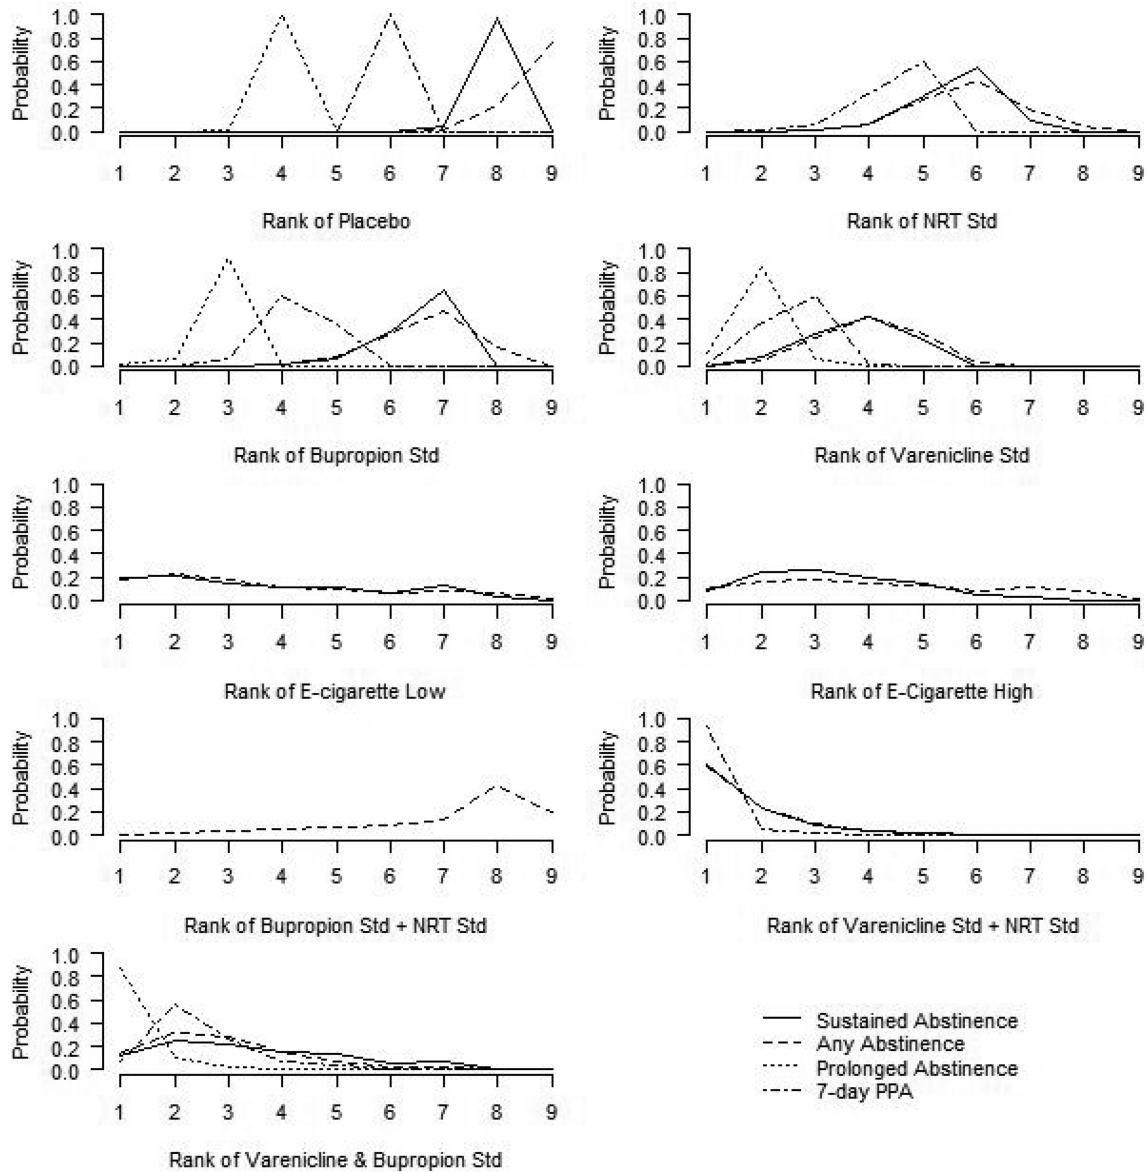 Probability
1.0
0.8
0.6
0.4
0.2
0.0
1 2 3 4 5 6 7 8 9
Rank of Placebo
Probability
1.0
0.8
0.6
0.4
0.2
0.0
1 2 3 4 5 6 7 8 9
Rank of NRT Std
Probability
1.0
0.8
0.6
0.4
0.2
0.0
1 2 3 4 5 6 7 8 9
Rank of Bupropion Std
Probability
1.0
0.8
0.6
0.4
0.2
0.0
1 2 3 4 5 6 7 8 9
Rank of Varenicline Std
Probability
1.0
0.8
0.6
0.4
0.2
0.0
1 2 3 4 5 6 7 8 9
Rank of E-cigarette Low
Probability
1.0
0.8
0.6
0.4
0.2
0.0
1 2 3 4 5 6 7 8 9
Rank of E-Cigarette High
Probability
1.0
0.8
0.6
0.4
0.2
0.0
1 2 3 4 5 6 7 8 9
Rank of Bupropion Std + NRT Std
Probability
1.0
0.8
0.6
0.4
0.2
0.0
1 2 3 4 5 6 7 8 9
Rank of Varenicline Std + NRT Std
Probability
1.0
0.8
0.6
0.4
0.2
0.0
1 2 3 4 5 6 7 8 9
Rank of Varenicline & Bupropion Std
Sustained Abstinence
Any Abstinence
Prolonged Abstinence
7-day PPA